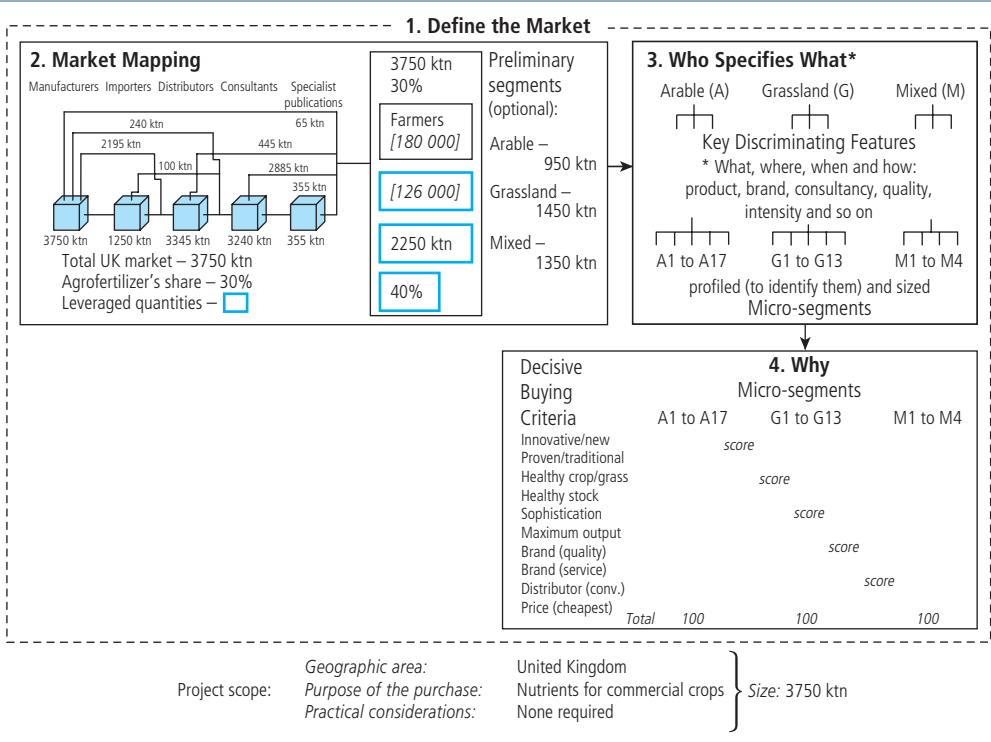 1. Define the Market
2. Market Mapping
Manufacturers Importers Distributors Consultants Specialist
publications
65 ktn
240 ktn
2195 ktn
445 ktn
100 ktn
2885 ktn
355 ktn
3750 ktn 1250 ktn 3345 ktn 3240 ktn 355 ktn
Total UK market – 3750 ktn
Agrofertilizer's share – 30%
Leveraged quantities –
3750 ktn
30%
Farmers
[180 000]
[126 000]
2250 ktn
40%
Preliminary
segments
(optional):
Arable –
950 ktn
Grassland –
1450 ktn
Mixed –
1350 ktn
3. Who Specifies What*
Arable (A) Grassland (G) Mixed (M)
Key Discriminating Features
* What, where, when and how:
product, brand, consultancy, quality,
intensity and so on
A1 to A17 G1 to G13 M1 to M4
profiled (to identify them) and sized
Micro-segments
Decisive
Buying
Criteria
4. Why
Micro-segments
A1 to A17 G1 to G13 M1 to M4
Innovative/new
Proven/traditional
Healthy crop/grass
Healthy stock
Sophistication
Maximum output
Brand (quality)
Brand (service)
Distributor (conv.)
Price (cheapest)
score
score
score
score
score
Total 100 100 100
Project scope:
Geographic area: United Kingdom
Purpose of the purchase: Nutrients for commercial crops
Practical considerations: None required
Size: 3750 ktn